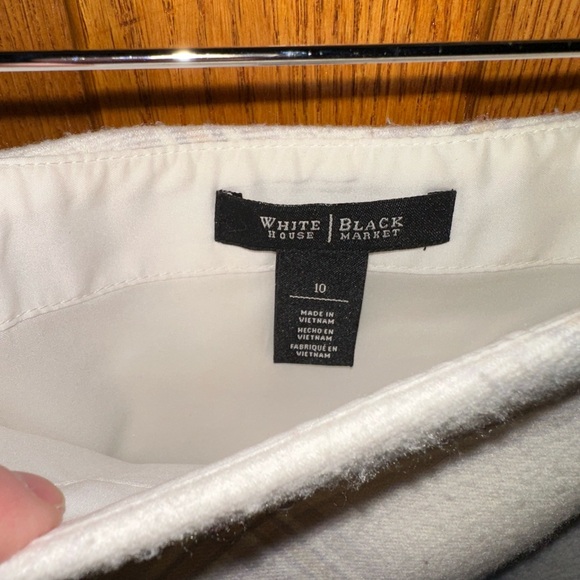 WHITE | BLACK
HOUSE | MARKET
10
MADE IN
VIETNAM
HECHO EN
VIETNAM
FABRIQUÉ EN
VIETNAM